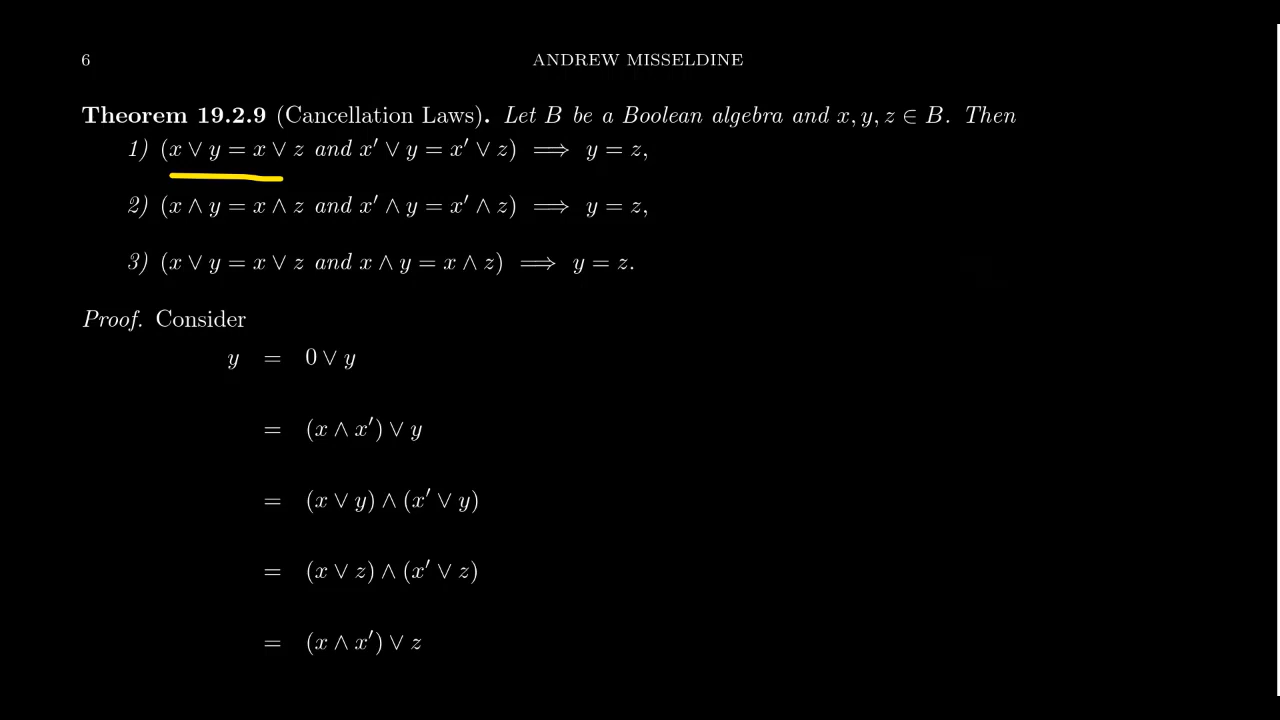 6 ANDREW MISSELDINE
Theorem 19.2.9 (Cancellation Laws). Let B be a Boolean algebra and x, y, z ∈ B. Then
1) (x ∨ y = x ∨ z and x′ ∨ y = x′ ∨ z) ⟹ y = z,
2) (x ∧ y = x ∧ z and x′ ∧ y = x′ ∧ z) ⟹ y = z,
3) (x ∨ y = x ∨ z and x ∧ y = x ∧ z) ⟹ y = z.
Proof. Consider
y = 0 ∨ y
= (x ∧ x′) ∨ y
= (x ∨ y) ∧ (x′ ∨ y)
= (x ∨ z) ∧ (x′ ∨ z)
= (x ∧ x′) ∨ z